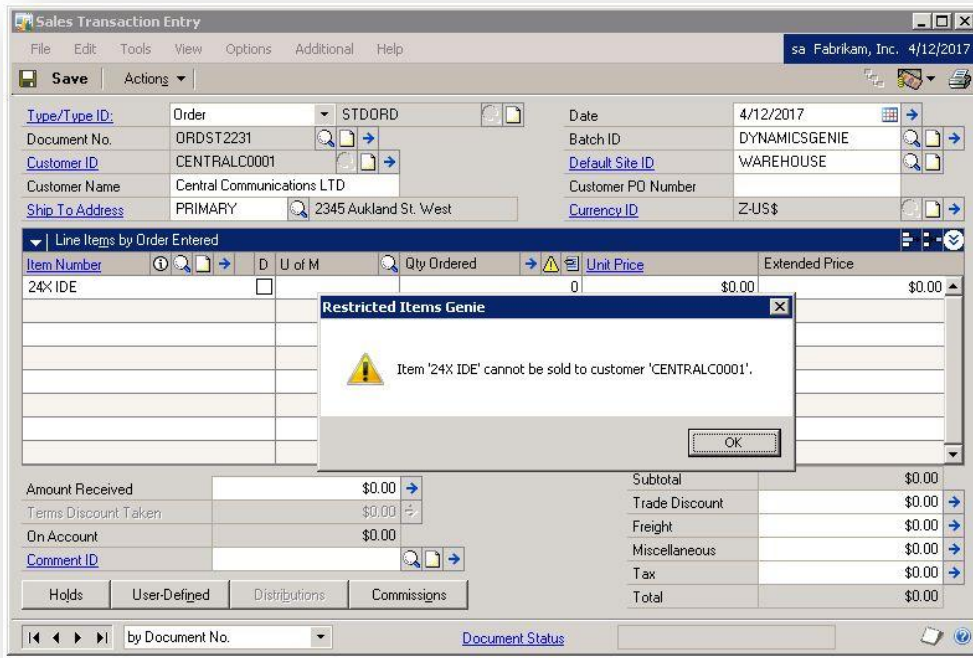 Sales Transaction Entry
File Edit Tools View Options Additional Help sa Fabrikam, Inc. 4/12/2017
Save Actions
Type/Type ID: Order STDORD Date 4/12/2017
Document No. ORDST2231 Batch ID DYNAMICSGENIE
Customer ID CENTRALC0001 Default Site ID WAREHOUSE
Customer Name Central Communications LTD Customer PO Number
Ship To Address PRIMARY 2345 Aukland St. West Currency ID Z-US$
Line Items by Order Entered
Item Number D U of M Qty Ordered Unit Price Extended Price
24X IDE 0 $0.00 $0.00
Restricted Items Genie
Item '24X IDE' cannot be sold to customer 'CENTRALC0001'.
OK
Amount Received $0.00 Subtotal $0.00
Terms Discount Taken $0.00 Trade Discount $0.00
On Account $0.00 Freight $0.00
Comment ID Miscellaneous $0.00
Tax $0.00
Holds User-Defined Distributions Commissions Total $0.00
by Document No. Document Status